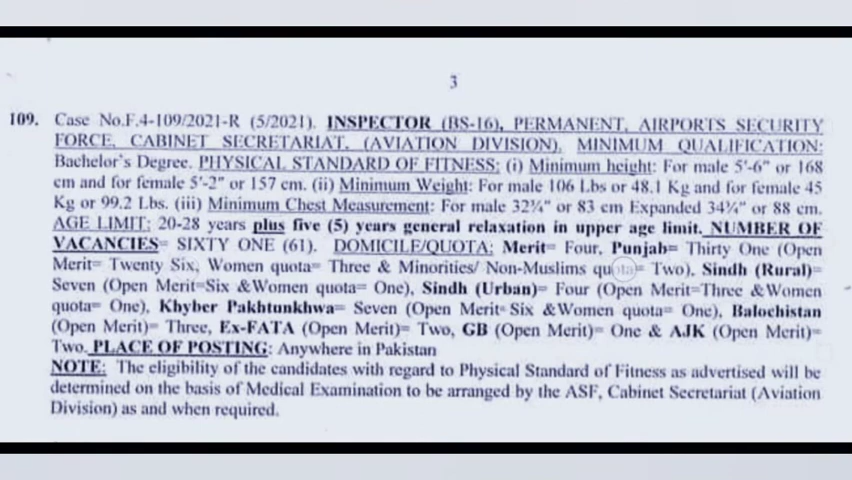 3
109. Case No.F.4-109/2021-R (5/2021). INSPECTOR (BS-16), PERMANENT, AIRPORTS SECURITY
FORCE, CABINET SECRETARIAT, (AVIATION DIVISION), MINIMUM QUALIFICATION:
Bachelor's Degree. PHYSICAL STANDARD OF FITNESS: (i) Minimum height: For male 5'-6" or 168
cm and for female 5'-2" or 157 cm. (ii) Minimum Weight: For male 106 Lbs or 48.1 Kg and for female 45
Kg or 99.2 Lbs. (iii) Minimum Chest Measurement: For male 32¾" or 83 cm Expanded 34¾" or 88 cm.
AGE LIMIT: 20-28 years plus five (5) years general relaxation in upper age limit. NUMBER OF
VACANCIES= SIXTY ONE (61). DOMICILE/QUOTA: Merit= Four, Punjab= Thirty One (Open
Merit= Twenty Six, Women quota= Three & Minorities/ Non-Muslims quota= Two), Sindh (Rural)=
Seven (Open Merit=Six &Women quota= One), Sindh (Urban)= Four (Open Merit=Three &Women
quota= One), Khyber Pakhtunkhwa= Seven (Open Merit=Six &Women quota= One), Balochistan
(Open Merit)= Three, Ex-FATA (Open Merit)= Two, GB (Open Merit)= One & AJK (Open Merit)=
Two. PLACE OF POSTING: Anywhere in Pakistan
NOTE: The eligibility of the candidates with regard to Physical Standard of Fitness as advertised will be
determined on the basis of Medical Examination to be arranged by the ASF, Cabinet Secretariat (Aviation
Division) as and when required.